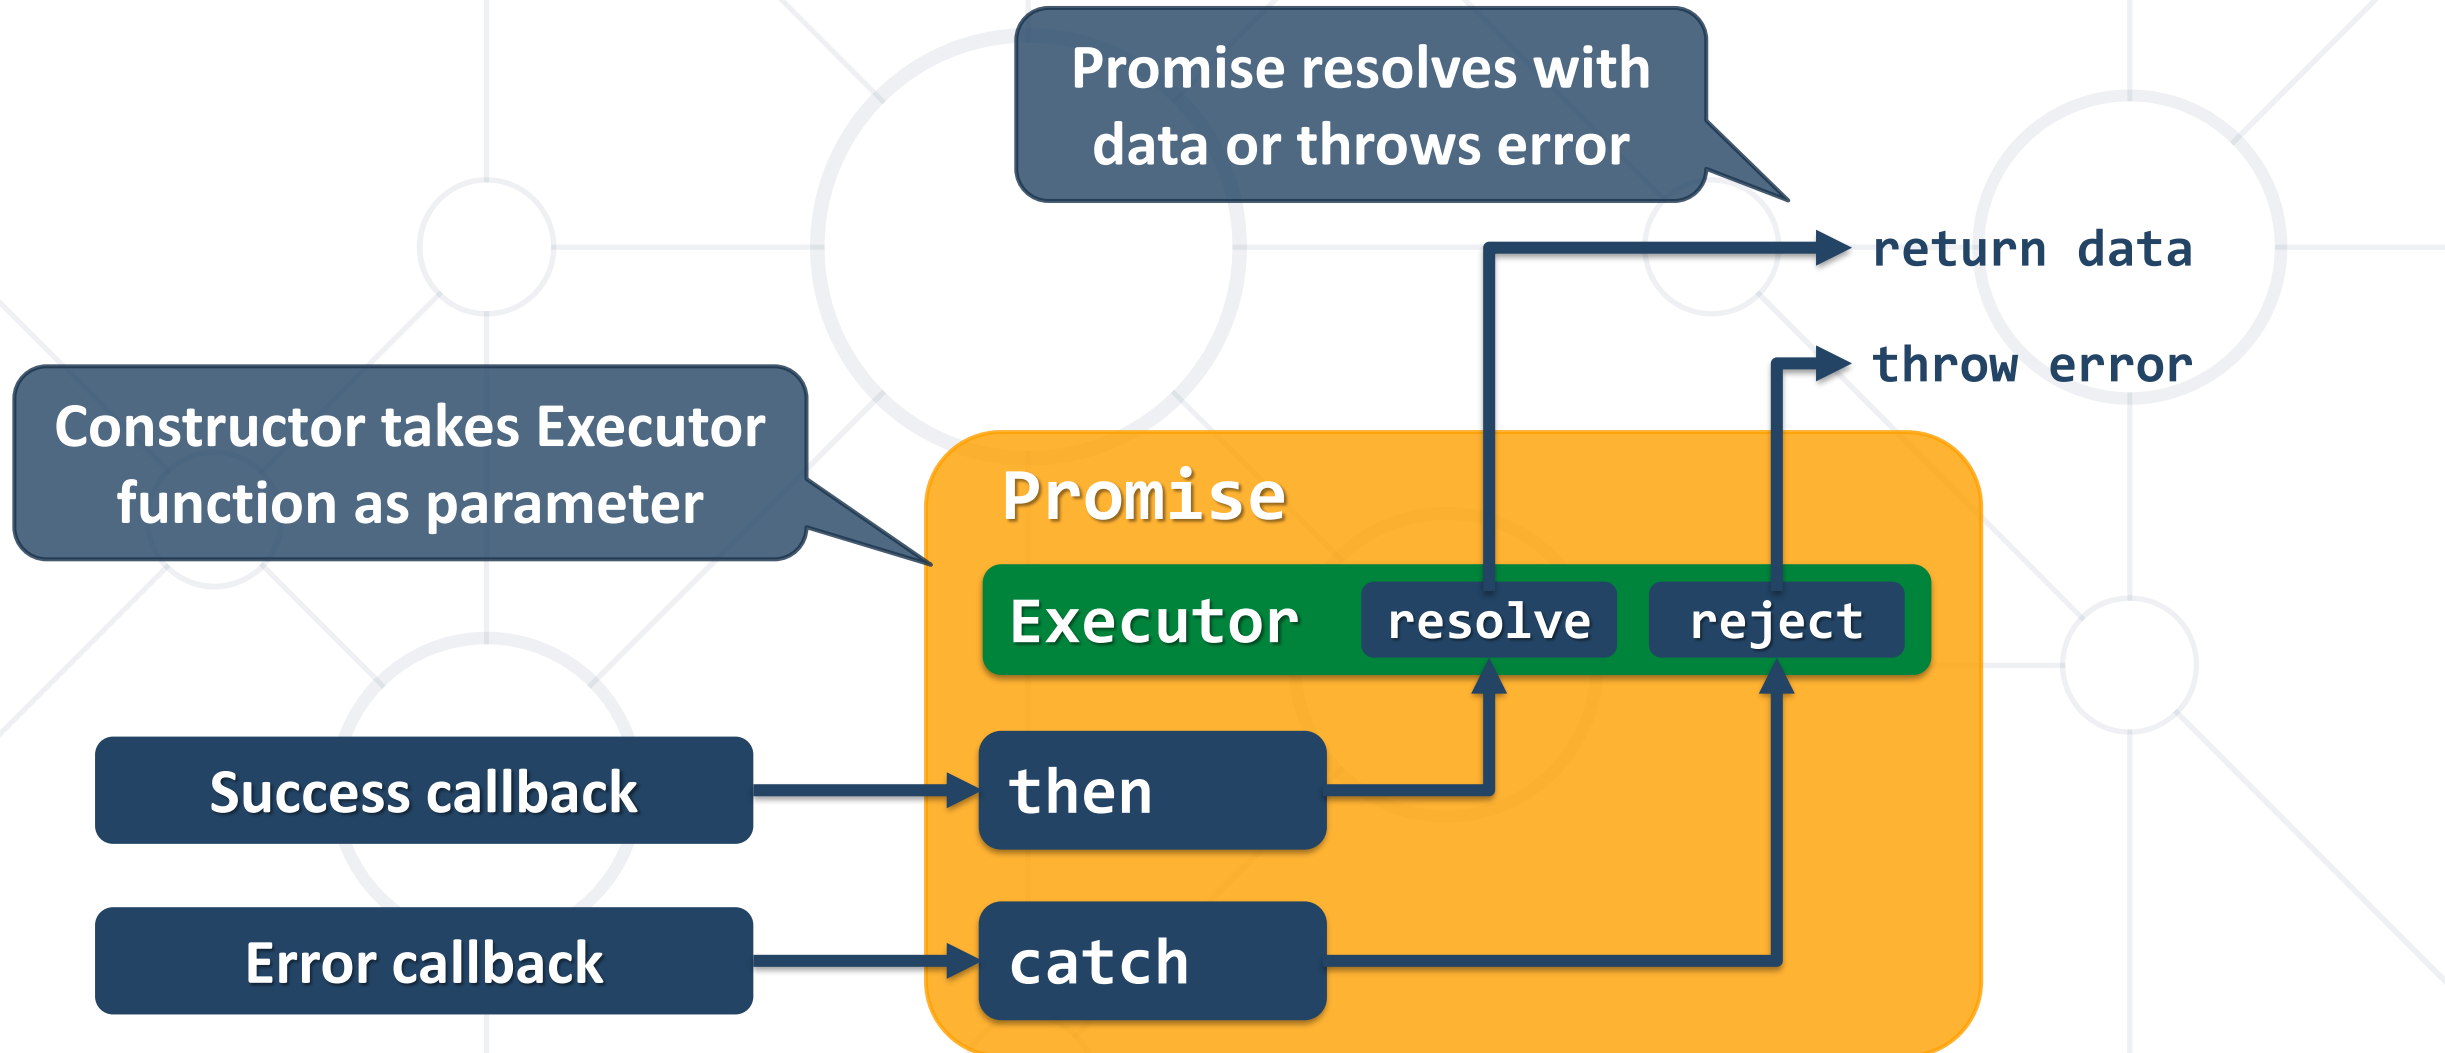 Promise resolves with
data or throws error
return data
throw error
Constructor takes Executor
function as parameter
Promise
Executor
resolve
reject
Success callback
then
Error callback
catch